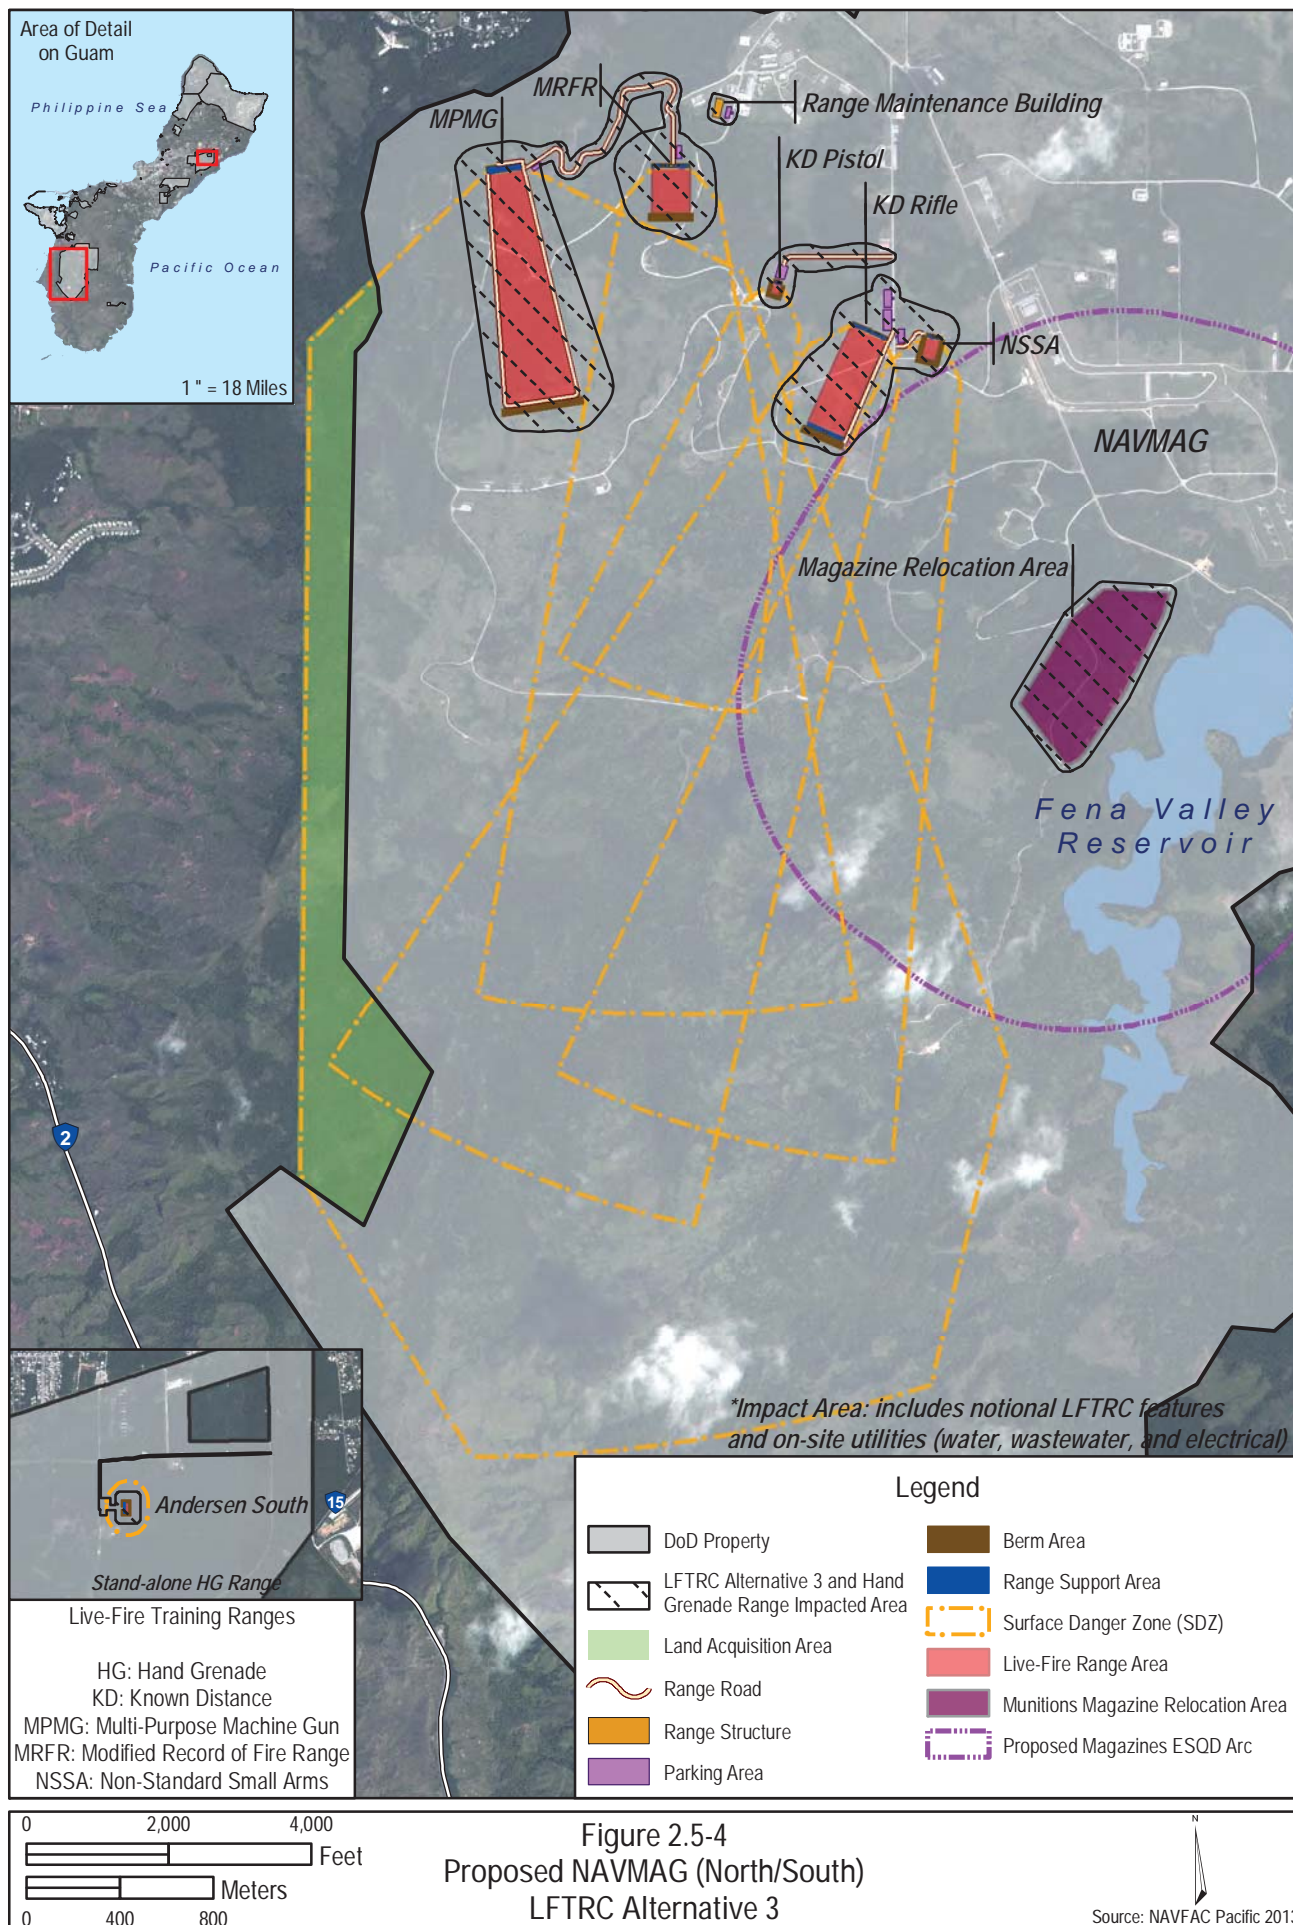 Area of Detail
on Guam
Philippine Sea
Pacific Ocean
1 " = 18 Miles
MPMG
MRFR
Range Maintenance Building
KD Pistol
KD Rifle
NSSA
NAVMAG
Magazine Relocation Area
Fena Valley
Reservoir
2
*Impact Area: includes notional LFTRC features
and on-site utilities (water, wastewater, and electrical)
Andersen South
15
Stand-alone HG Range
Live-Fire Training Ranges
HG: Hand Grenade
KD: Known Distance
MPMG: Multi-Purpose Machine Gun
MRFR: Modified Record of Fire Range
NSSA: Non-Standard Small Arms
Legend
DoD Property
LFTRC Alternative 3 and Hand
Grenade Range Impacted Area
Land Acquisition Area
Range Road
Range Structure
Parking Area
Berm Area
Range Support Area
Surface Danger Zone (SDZ)
Live-Fire Range Area
Munitions Magazine Relocation Area
Proposed Magazines ESQD Arc
0 2,000 4,000
Feet
Meters
0 400 800
Figure 2.5-4
Proposed NAVMAG (North/South)
LFTRC Alternative 3
N
Source: NAVFAC Pacific 2013